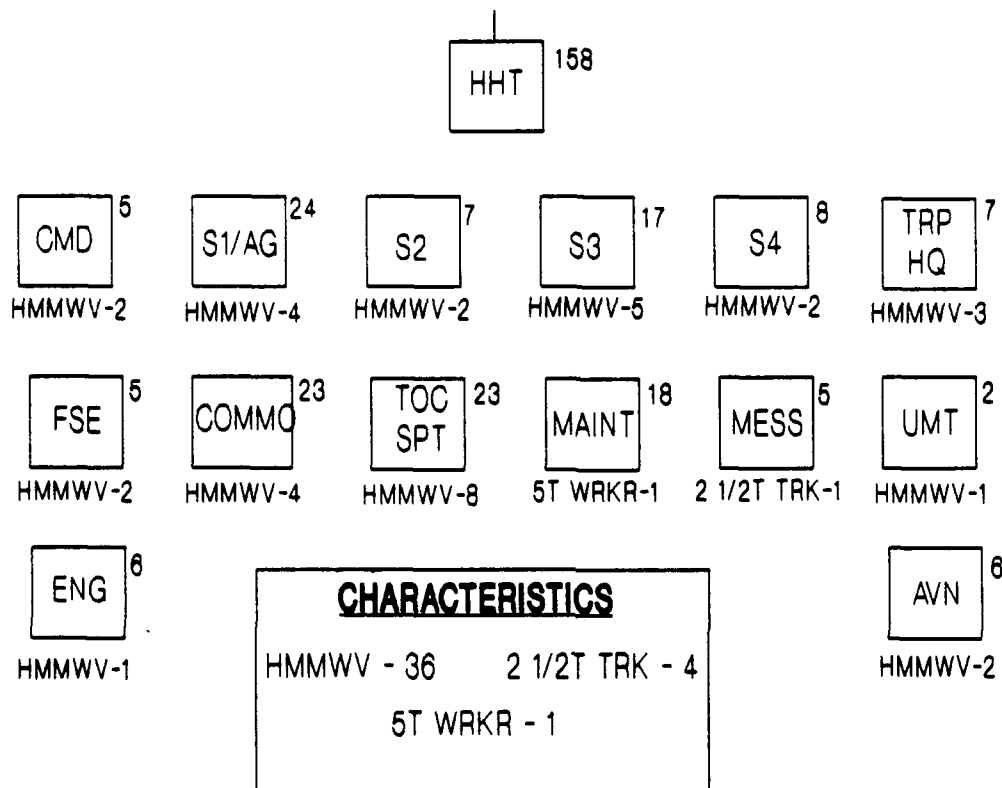 HHT 158
CMD 5
HMMWV-2
S1/AG 24
HMMWV-4
S2 7
HMMWV-2
S3 17
HMMWV-5
S4 8
HMMWV-2
TRP 7
HQ
HMMWV-3
FSE 5
HMMWV-2
COMMO 23
HMMWV-4
TOC 23
SPT
HMMWV-8
MAINT 18
5T WRKR-1
MESS 5
2 1/2T TRK-1
UMT 2
HMMWV-1
ENG 6
HMMWV-1
AVN 6
HMMWV-2
CHARACTERISTICS
HMMWV - 36 2 1/2T TRK - 4
5T WRKR - 1